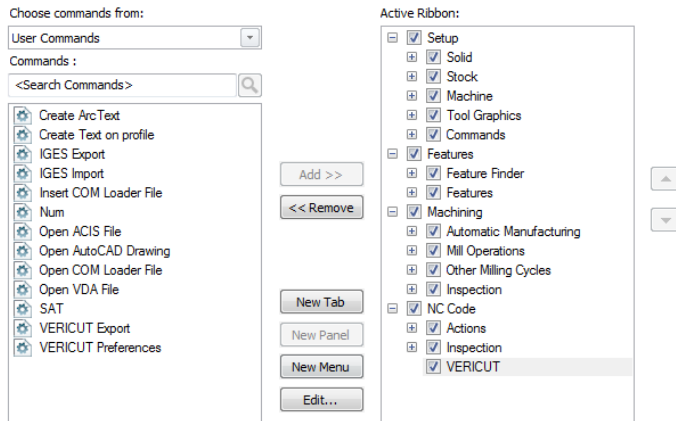 Choose commands from:
User Commands
Commands :
<Search Commands>
Create Arc Text
Create Text on profile
IGES Export
IGES Import
Insert COM Loader File
Num
Open ACIS File
Open AutoCAD Drawing
Open COM Loader File
Open VDA File
SAT
VERICUT Export
VERICUT Preferences
Add >>
<< Remove
New Tab
New Panel
New Menu
Edit...
Active Ribbon:
Setup
Solid
Stock
Machine
Tool Graphics
Commands
Features
Feature Finder
Features
Machining
Automatic Manufacturing
Mill Operations
Other Milling Cycles
Inspection
NC Code
Actions
Inspection
VERICUT